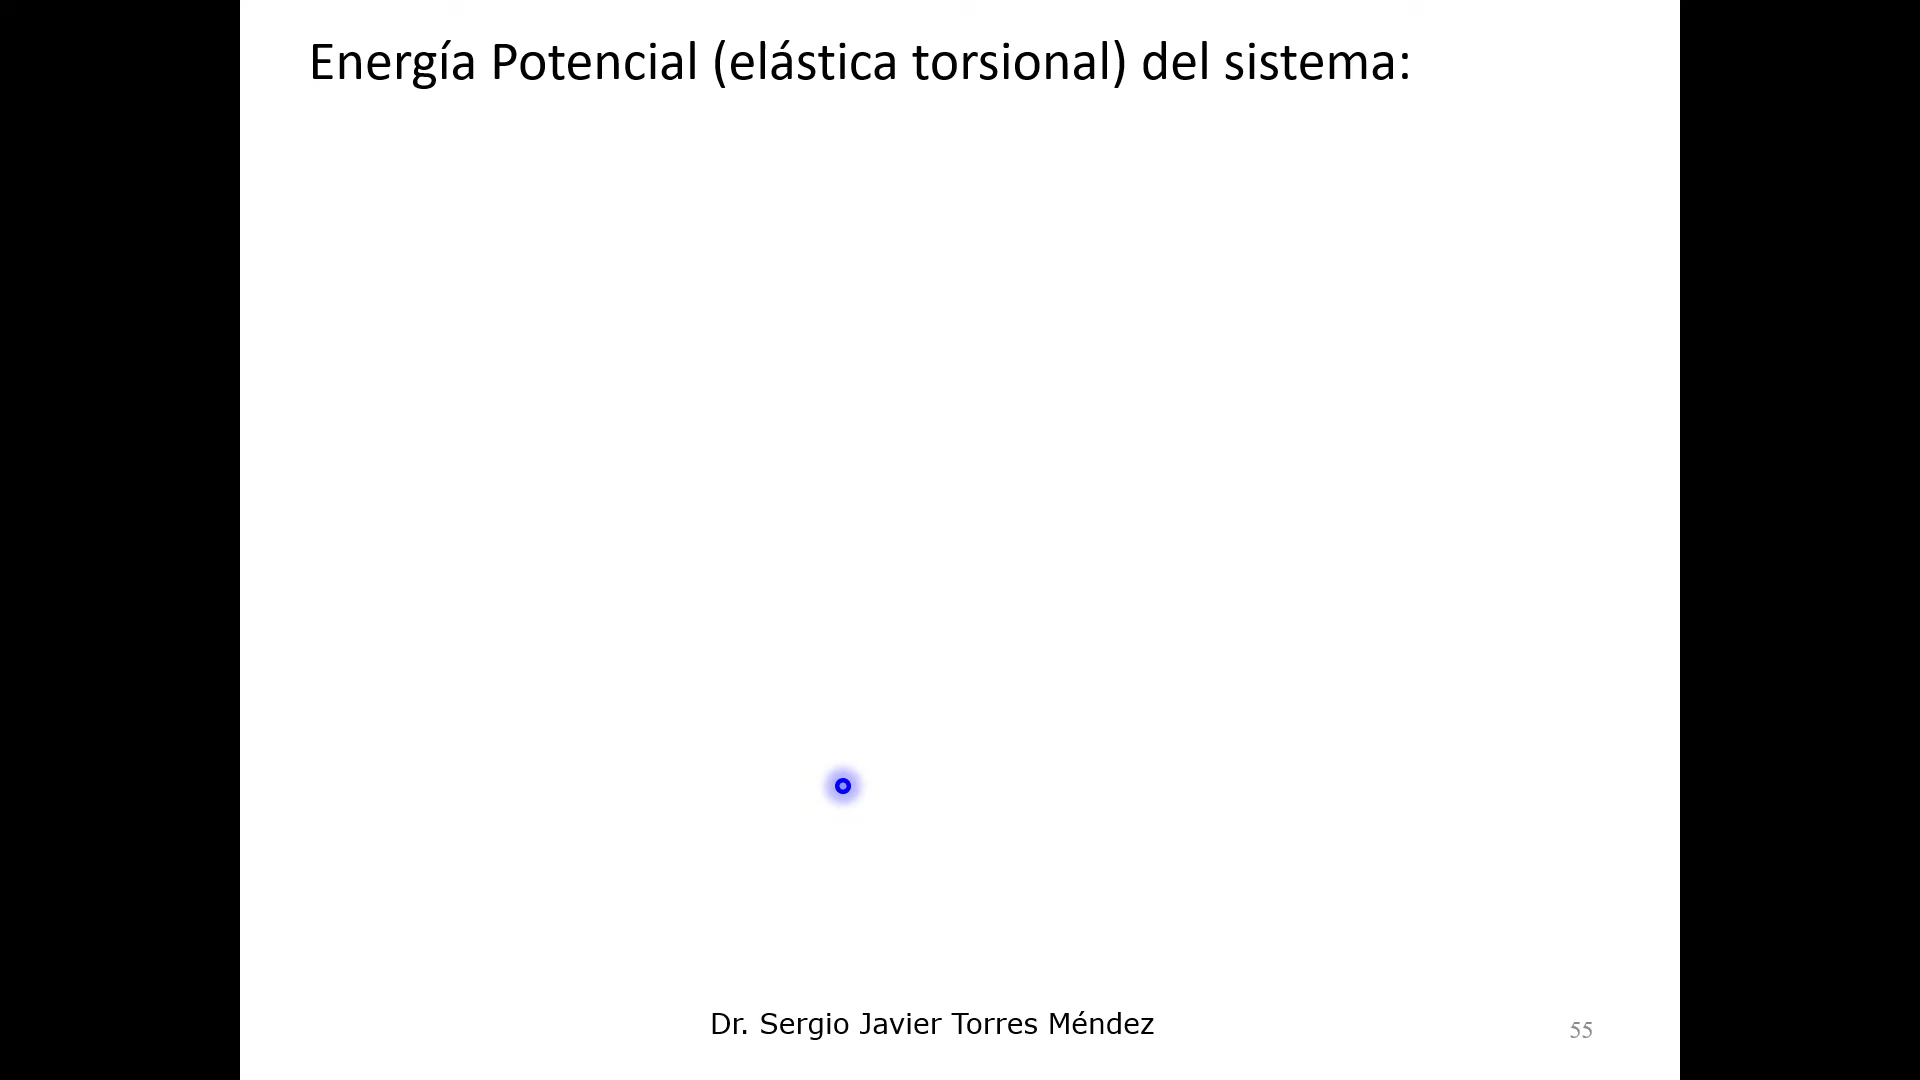 Energía Potencial (elástica torsional) del sistema:
Dr. Sergio Javier Torres Méndez
55